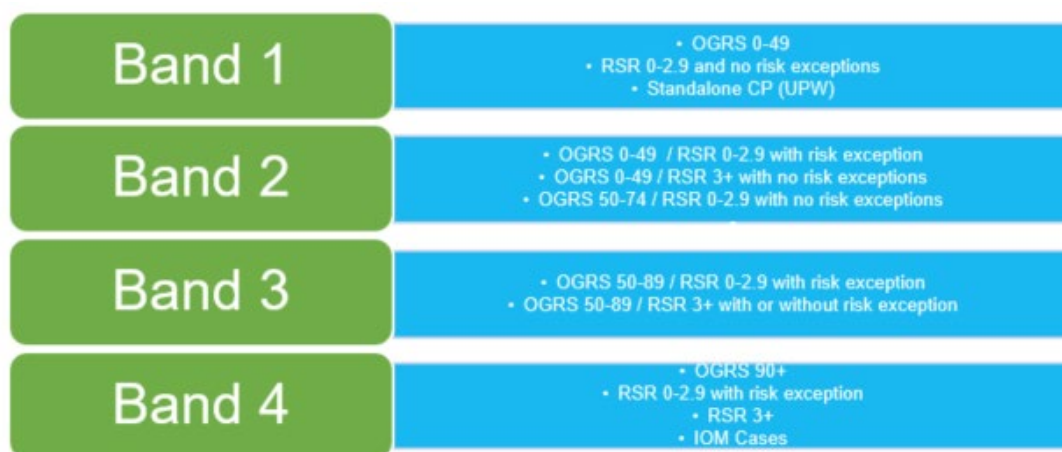 Band 1
• OGRS 0-49
• RSR 0-2.9 and no risk exceptions
• Standalone CP (UPW)
Band 2
• OGRS 0-49 / RSR 0-2.9 with risk exception
• OGRS 0-49 / RSR 3+ with no risk exceptions
• OGRS 50-74 / RSR 0-2.9 with no risk exceptions
Band 3
• OGRS 50-89 / RSR 0-2.9 with risk exception
• OGRS 50-89 / RSR 3+ with or without risk exception
Band 4
• OGRS 90+
• RSR 0-2.9 with risk exception
• RSR 3+
• IOM Cases